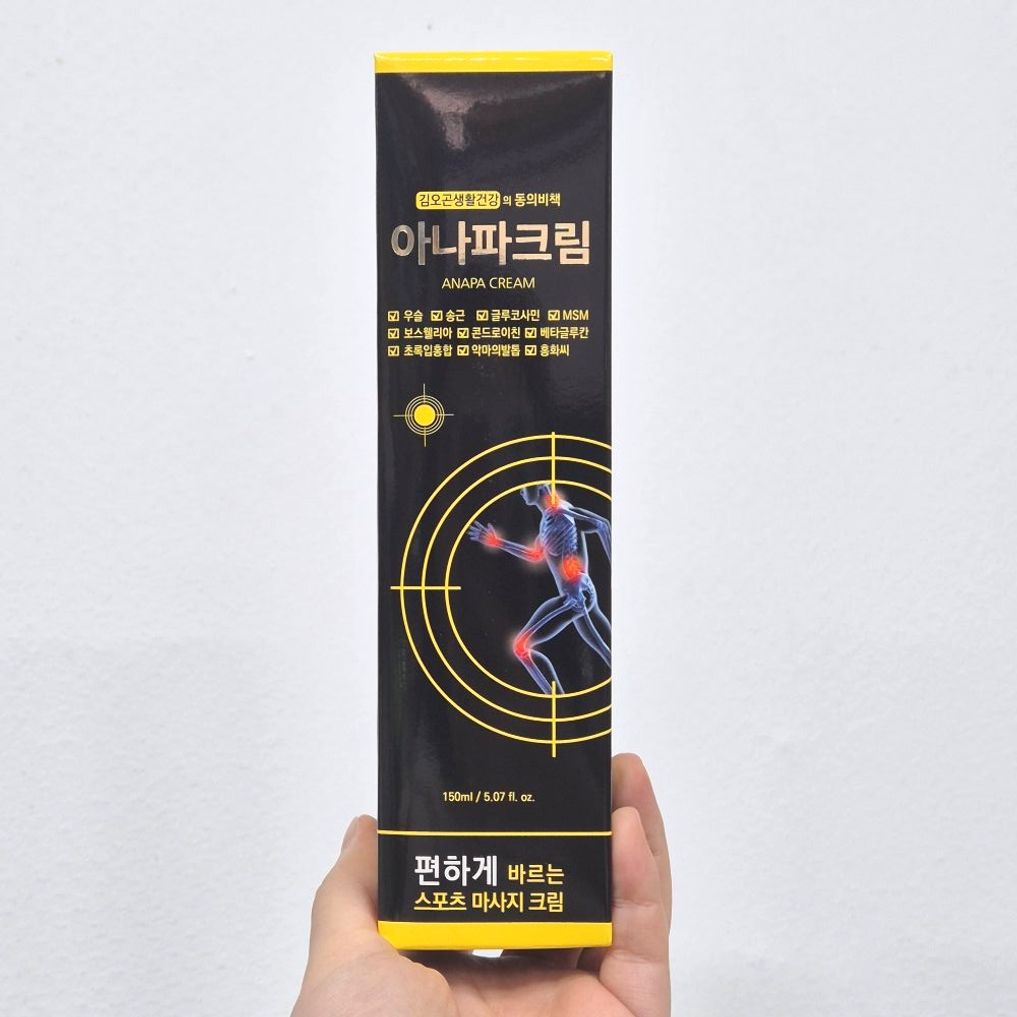 김오곤생활건강의 동의비책
아나파크림
ANAPA CREAM
우슬 송근 글루코사민 MSM
보스웰리아 콘드로이친 베타글루칸
초록입홍합 악마의발톱 홍화씨
150ml / 5.07 fl. oz.
편하게 바르는
스포츠 마사지 크림